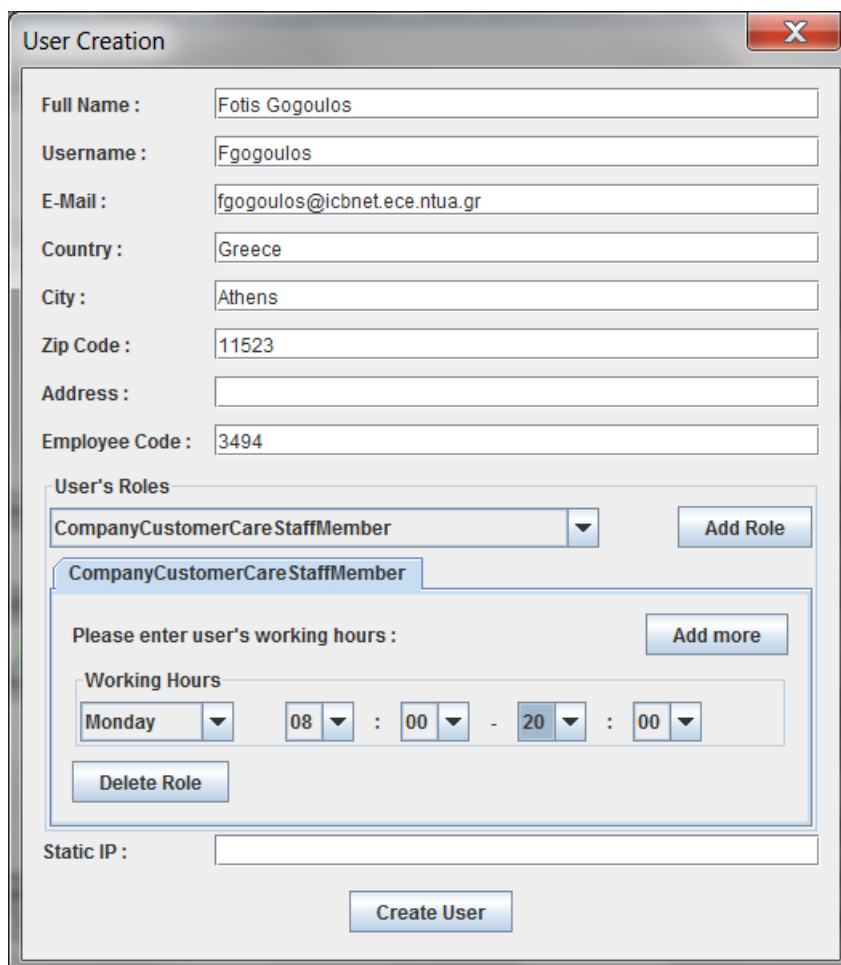 User Creation
Full Name : Fotis Gogoulos
Username : Fgogoulos
E-Mail : fgogoulos@icbnet.ece.ntua.gr
Country : Greece
City : Athens
Zip Code : 11523
Address :
Employee Code : 3494
User's Roles
CompanyCustomerCareStaffMember Add Role
CompanyCustomerCareStaffMember
Please enter user's working hours : Add more
Working Hours
Monday 08 : 00 - 20 : 00
Delete Role
Static IP :
Create User